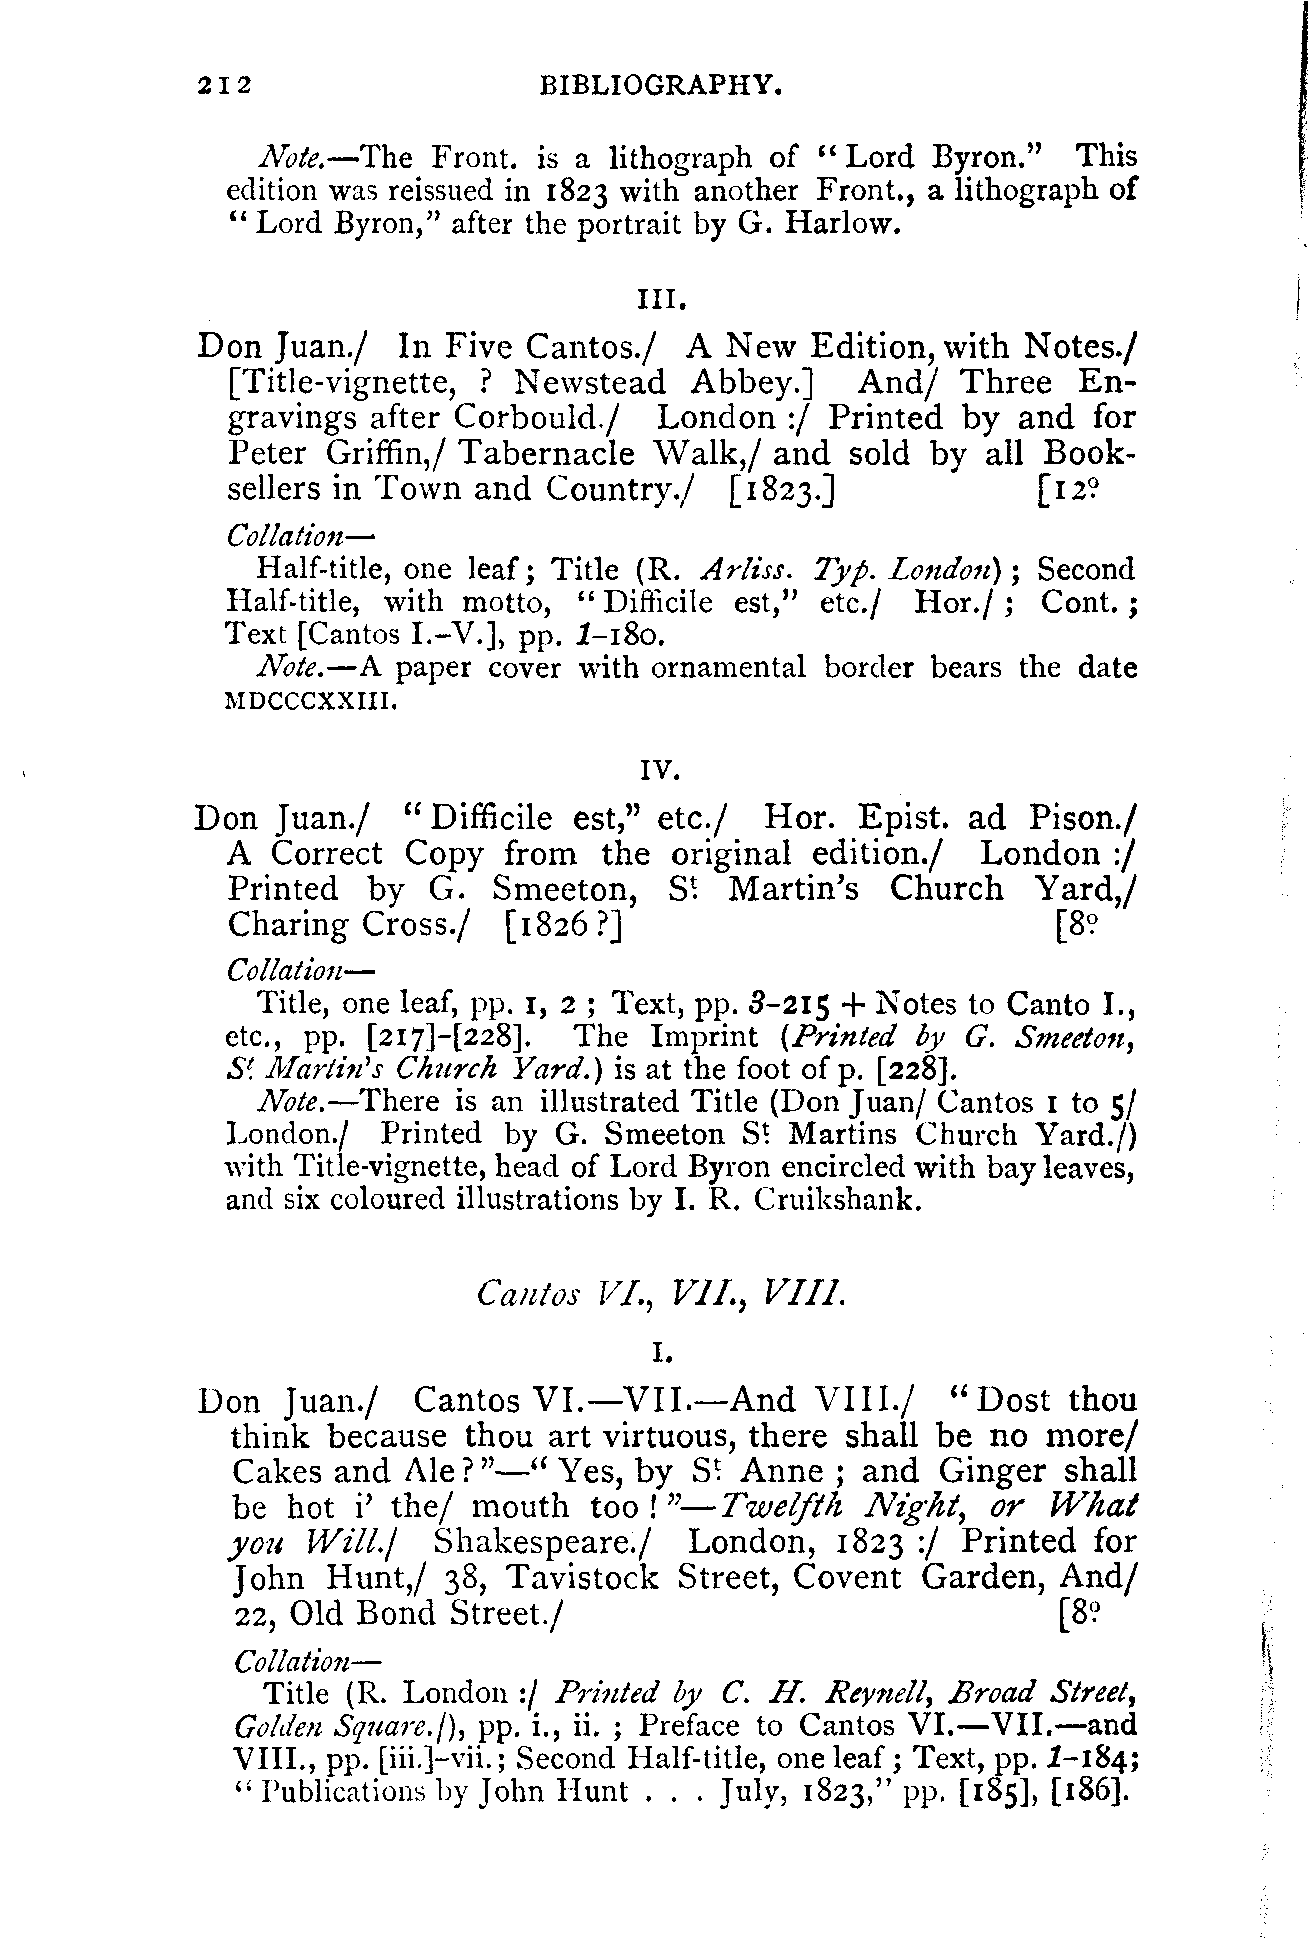 212 BIBLIOGRAPHY.
Note.—The Front. is a lithograph of “Lord Byron.” This
edition was reissued in 1823 with another Front., a lithograph of
“Lord Byron,” after the portrait by G. Harlow.
III.
Don Juan./ In Five Cantos./ A New Edition, with Notes./
[Title-vignette, ? Newstead Abbey.] And/ Three En-
gravings after Corbould./ London :/ Printed by and for
Peter Griffin,/ Tabernacle Walk,/ and sold by all Book-
sellers in Town and Country./ [1823.] [12º
Collation—
Half-title, one leaf; Title (R. Arliss. Typ. London); Second
Half-title, with motto, “Difficile est,” etc./ Hor./ ; Cont. ;
Text [Cantos I.-V.], pp. 1-180.
Note.—A paper cover with ornamental border bears the date
MDCCCXXIII.
IV.
Don Juan./ “Difficile est,” etc./ Hor. Epist. ad Pison./
A Correct Copy from the original edition./ London :/
Printed by G. Smeeton, St Martin's Church Yard,/
Charing Cross./ [1826 ?] [8º
Collation—
Title, one leaf, pp. 1, 2 ; Text, pp. 3-215 + Notes to Canto I.,
etc., pp. [217]-[228]. The Imprint (Printed by G. Smeeton,
St Martin's Church Yard.) is at the foot of p. [228].
Note.—There is an illustrated Title (Don Juan/ Cantos 1 to 5/
London./ Printed by G. Smeeton St Martins Church Yard./)
with Title-vignette, head of Lord Byron encircled with bay leaves,
and six coloured illustrations by I. R. Cruikshank.
Cantos VI., VII., VIII.
I.
Don Juan./ Cantos VI.—VII.—And VIII./ “Dost thou
think because thou art virtuous, there shall be no more/
Cakes and Ale?”—“Yes, by St Anne ; and Ginger shall
be hot i' the/ mouth too !”—Twelfth Night, or What
you Will./ Shakespeare./ London, 1823 :/ Printed for
John Hunt,/ 38, Tavistock Street, Covent Garden, And/
22, Old Bond Street./ [8º
Collation—
Title (R. London :/ Printed by C. H. Reynell, Broad Street,
Golden Square./), pp. i., ii. ; Preface to Cantos VI.—VII.—and
VIII., pp. [iii.]-vii. ; Second Half-title, one leaf ; Text, pp. 1-184;
“Publications by John Hunt . . . July, 1823,” pp. [185], [186].